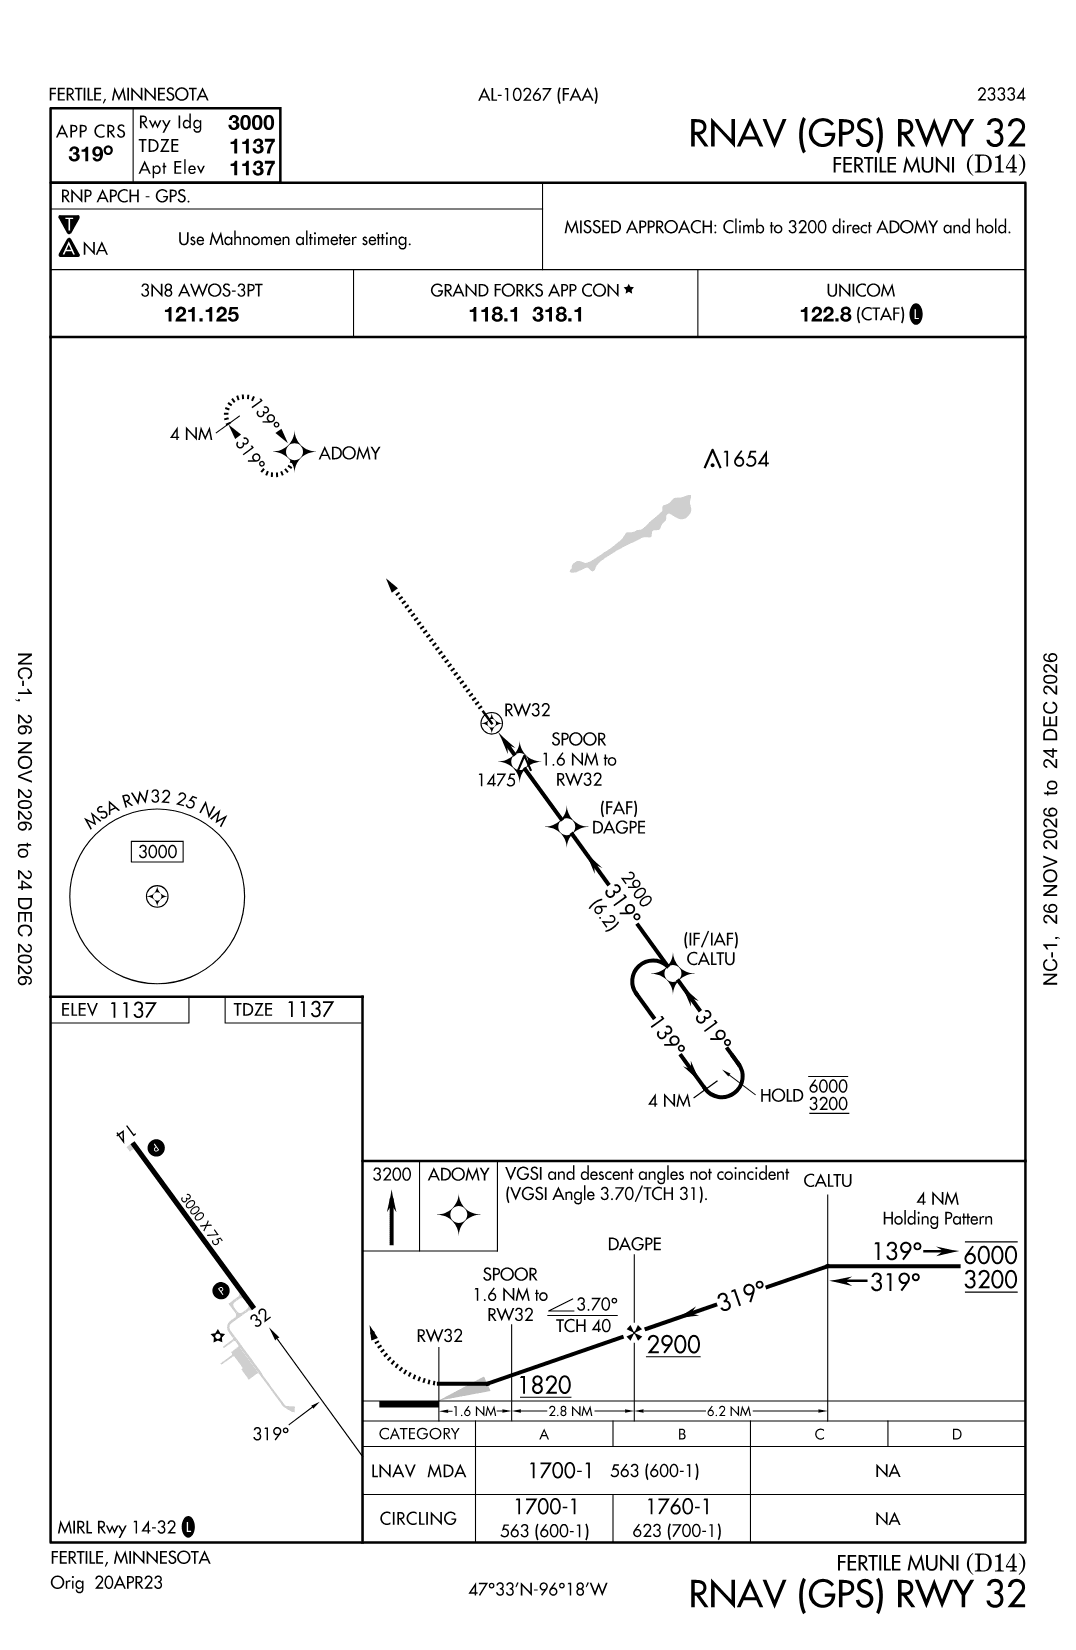 FERTILE, MINNESOTA
AL-10267 (FAA)
23334
APP CRS
319°
Rwy ldg 3000
TDZE 1137
Apt Elev 1137
RNAV (GPS) RWY 32
FERTILE MUNI (D14)
RNP APCH - GPS.
T
A NA
Use Mahnomen altimeter setting.
MISSED APPROACH: Climb to 3200 direct ADOMY and hold.
3N8 AWOS-3PT
121.125
GRAND FORKS APP CON
118.1 318.1
UNICOM
122.8 (CTAF) L
139°
4 NM
319°
ADOMY
1654
RW32
SPOOR
1.6 NM to
RW32
1475
(FAF)
DAGPE
2900
319°
(6.2)
(IF/IAF)
CALTU
139°
319°
4 NM
HOLD 6000
3200
MSA RW32 25 NM
3000
NC-1, 26 NOV 2026 to 24 DEC 2026
NC-1, 26 NOV 2026 to 24 DEC 2026
ELEV 1137
TDZE 1137
14
P
3000 X 75
P
32
319°
MIRL Rwy 14-32 L
3200
ADOMY
VGSI and descent angles not coincident
(VGSI Angle 3.70/TCH 31).
CALTU
4 NM
Holding Pattern
139°
6000
319°
3200
DAGPE
SPOOR
1.6 NM to
RW32
3.70°
TCH 40
319°
RW32
2900
1820
1.6 NM
2.8 NM
6.2 NM
CATEGORY A B C D
LNAV MDA 1700-1 563 (600-1) NA
CIRCLING 1700-1 1760-1 NA
563 (600-1) 623 (700-1)
FERTILE, MINNESOTA
Orig 20APR23
47°33'N-96°18'W
FERTILE MUNI (D14)
RNAV (GPS) RWY 32